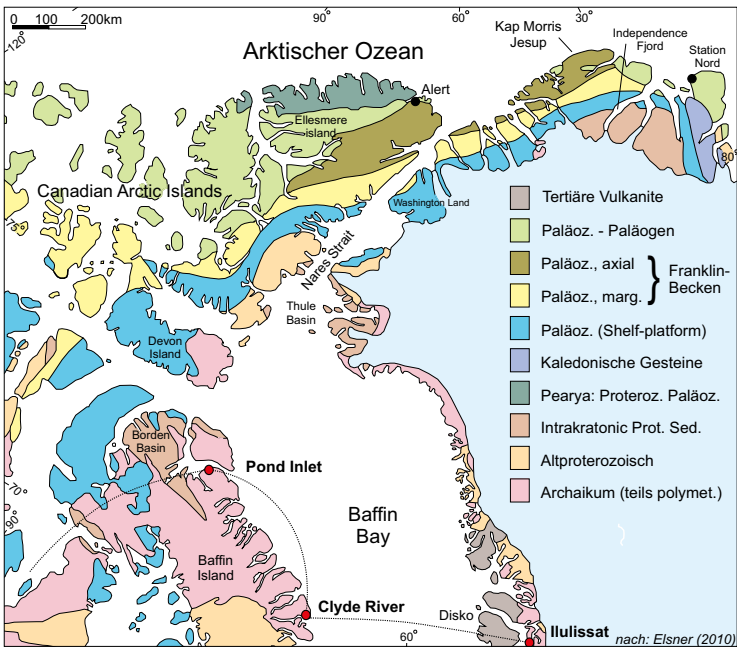 0 100 200km
90°
60°
30°
120°
Arktischer Ozean
Kap Morris
Jesup
Independence
Fjord
Station
Nord
Alert
Ellesmere
island
80°
Canadian Arctic Islands
Washington Land
75°
Nares Strait
Thule
Basin
Devon
Island
Tertiäre Vulkanite
Paläoz. - Paläogen
Paläoz., axial
Paläoz., marg.
} Franklin-
Becken
Paläoz. (Shelf-platform)
Kaledonische Gesteine
Pearya: Proteroz. Paläoz.
Intrakratonic Prot. Sed.
Altproterozoisch
Archaikum (teils polymet.)
Borden
Basin
Pond Inlet
70°
90°
Baffin
Bay
Baffin
Island
Clyde River
Disko
Ilulissat
60°
nach: Elsner (2010)